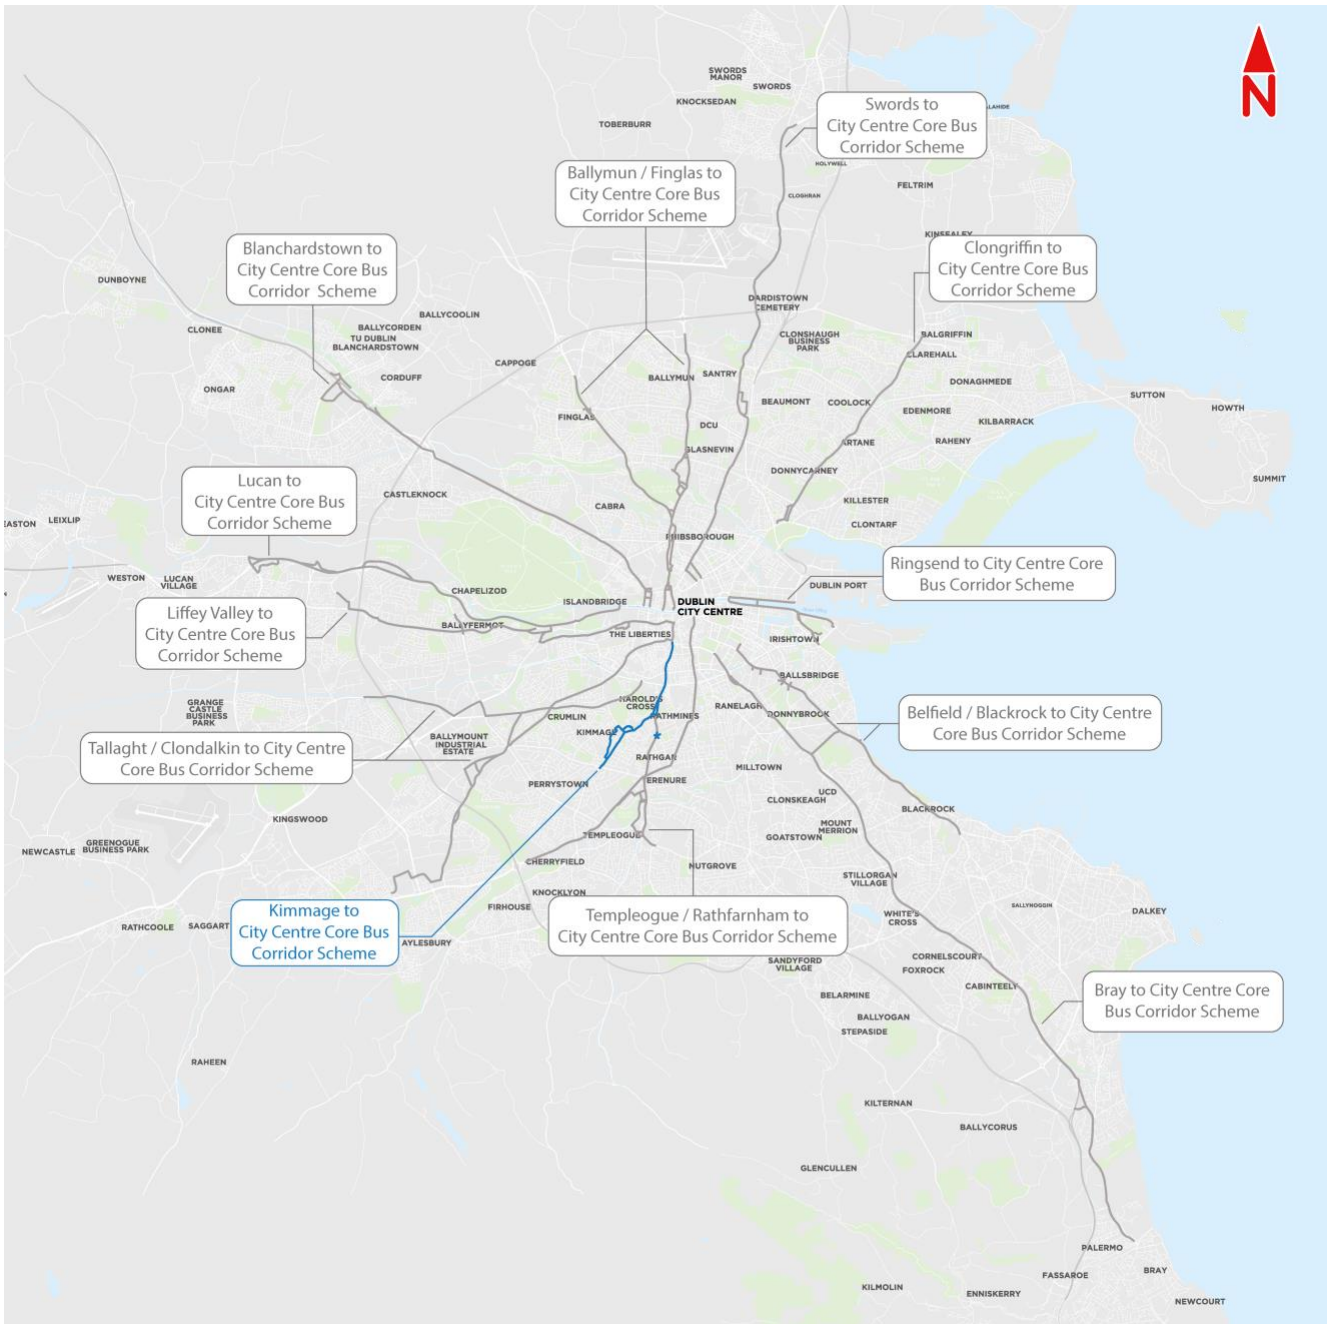 SWORDS
MANOR
SWORDS
KNOCKSEDAN
TOBERBURR
N
Swords to
City Centre Core Bus
Corridor Scheme
HOLYWELL
FELTRIM
CLOGHRAN
Ballymun / Finglas to
City Centre Core Bus
Corridor Scheme
KINSEALEY
Clongriffin to
City Centre Core Bus
Corridor Scheme
Blanchardstown to
City Centre Core Bus
Corridor Scheme
DUNBOYNE
DARDISTOWN
CEMETERY
BALLYCOOLIN
CLONEE
BALLYCORDEN
TU DUBLIN
BLANCHARDSTOWN
CLONSHAUGH
BUSINESS
PARK
BALGRIFFIN
CLAREHALL
CAPPOGE
CORDUFF
ONGAR
BALLYMUN
SANTRY
DONAGHMEDE
SUTTON
HOWTH
BEAUMONT
COOLOCK
EDENMORE
KILBARRACK
FINGLAS
DCU
GLASNEVIN
ARTANE
RAHENY
DONNYCARNEY
SUMMIT
Lucan to
City Centre Core Bus
Corridor Scheme
CASTLEKNOCK
CABRA
KILLESTER
CLONTARF
EASTON
LEIXLIP
PHIBSBOROUGH
Ringsend to City Centre Core
Bus Corridor Scheme
WESTON
LUCAN
VILLAGE
CHAPELIZOD
ISLANDBRIDGE
DUBLIN
CITY CENTRE
DUBLIN PORT
Liffey Valley to
City Centre Core Bus
Corridor Scheme
BALLYFERMOT
THE LIBERTIES
IRISHTOWN
BALLSBRIDGE
GRANGE
CASTLE
BUSINESS
PARK
HAROLD'S
CROSS
RATHMINES
RANELAGH
DONNYBROOK
CRUMLIN
KIMMAGE
Belfield / Blackrock to City Centre
Core Bus Corridor Scheme
Tallaght / Clondalkin to City Centre
Core Bus Corridor Scheme
BALLYMOUNT
INDUSTRIAL
ESTATE
RATHGAR
MILLTOWN
PERRYSTOWN
TERENURE
UCD
CLONSKEAGH
BLACKROCK
KINGSWOOD
MOUNT
MERRION
GOATSTOWN
TEMPLEOGUE
GREENOGUE
BUSINESS PARK
NEWCASTLE
CHERRYFIELD
NUTGROVE
STILLORGAN
VILLAGE
KNOCKLYON
FIRHOUSE
SALLYNOGGIN
DALKEY
Kimmage to
City Centre Core Bus
Corridor Scheme
Templeogue / Rathfarnham to
City Centre Core Bus Corridor Scheme
WHITE'S
CROSS
RATHCOOLE
SAGGART
AYLESBURY
SANDYFORD
VILLAGE
CORNELSCOURT
FOXROCK
CABINTEELY
BELARMINE
Bray to City Centre Core
Bus Corridor Scheme
BALLYOGAN
STEPASIDE
RAHEEN
KILTERNAN
BALLYCORUS
GLENCULLEN
PALERMO
FASSAROE
BRAY
KILMOLIN
ENNISKERRY
NEWCOURT